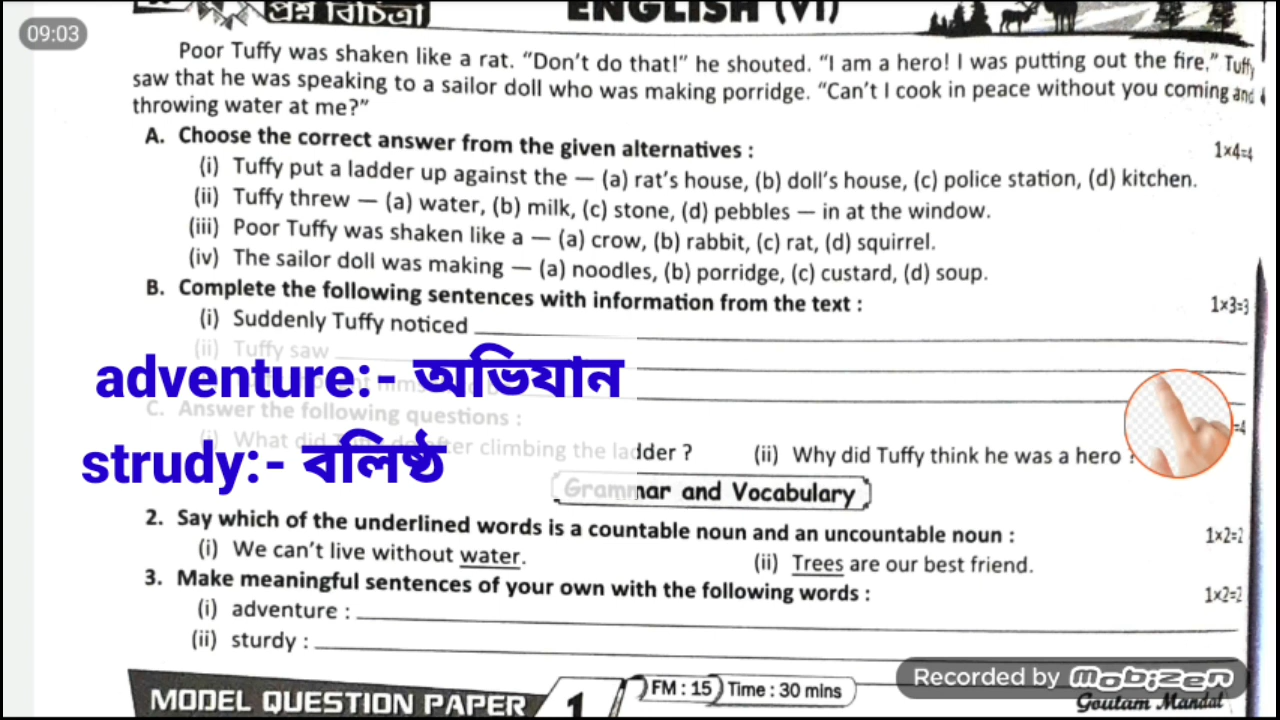 09:03
প্রশ্ন বিচিত্রা
ENGLISH (VI)
Poor Tuffy was shaken like a rat. “Don’t do that!” he shouted. “I am a hero! I was putting out the fire.” Tuffy
saw that he was speaking to a sailor doll who was making porridge. “Can’t I cook in peace without you coming and
throwing water at me?”
A. Choose the correct answer from the given alternatives : 1×4=4
(i) Tuffy put a ladder up against the — (a) rat’s house, (b) doll’s house, (c) police station, (d) kitchen.
(ii) Tuffy threw — (a) water, (b) milk, (c) stone, (d) pebbles — in at the window.
(iii) Poor Tuffy was shaken like a — (a) crow, (b) rabbit, (c) rat, (d) squirrel.
(iv) The sailor doll was making — (a) noodles, (b) porridge, (c) custard, (d) soup.
B. Complete the following sentences with information from the text : 1×3=3
(i) Suddenly Tuffy noticed
(ii) Tuffy saw
adventure:- অভিযান
C. Answer the following questions : =4
(i) What did after climbing the ladder ? (ii) Why did Tuffy think he was a hero ?
strudy:- বলিষ্ঠ
Grammar and Vocabulary
2. Say which of the underlined words is a countable noun and an uncountable noun : 1×2=2
(i) We can’t live without water. (ii) Trees are our best friend.
3. Make meaningful sentences of your own with the following words : 1×2=2
(i) adventure :
(ii) sturdy :
MODEL QUESTION PAPER 1 FM : 15 Time : 30 mins
Recorded by mobizen
Goutam Mandal